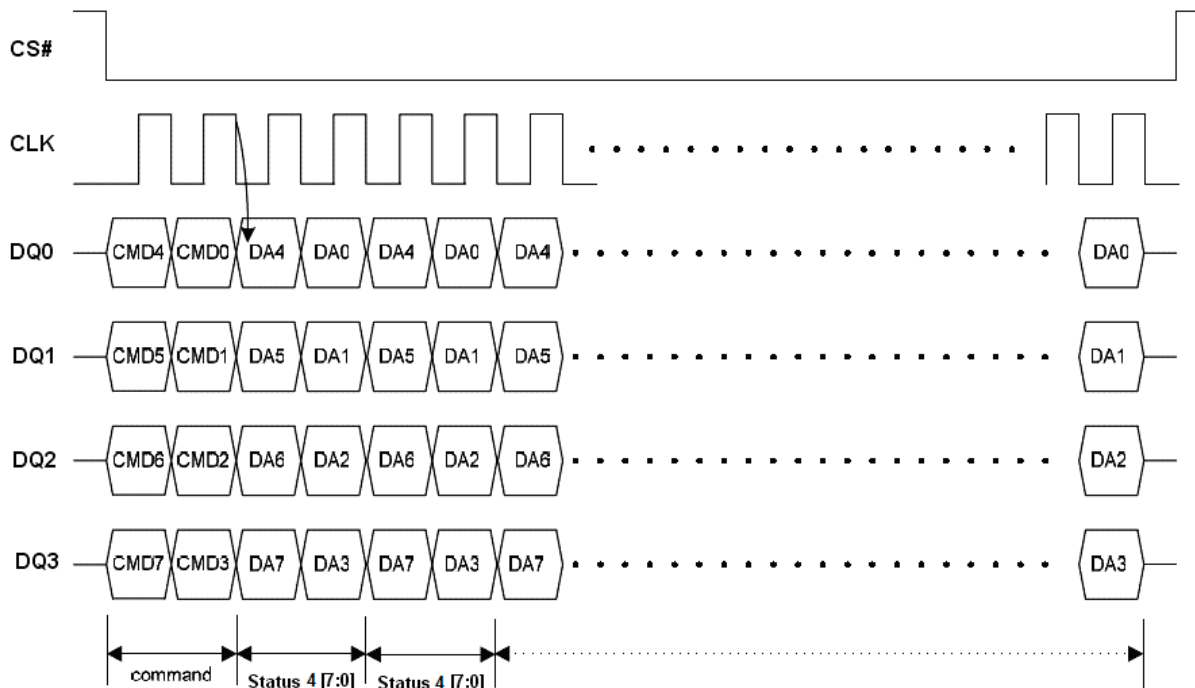 CS#
CLK
DQ0 CMD4 CMD0 DA4 DA0 DA4 DA0 DA4 DA0
DQ1 CMD5 CMD1 DA5 DA1 DA5 DA1 DA5 DA1
DQ2 CMD6 CMD2 DA6 DA2 DA6 DA2 DA6 DA2
DQ3 CMD7 CMD3 DA7 DA3 DA7 DA3 DA7 DA3
command Status 4 [7:0] Status 4 [7:0]